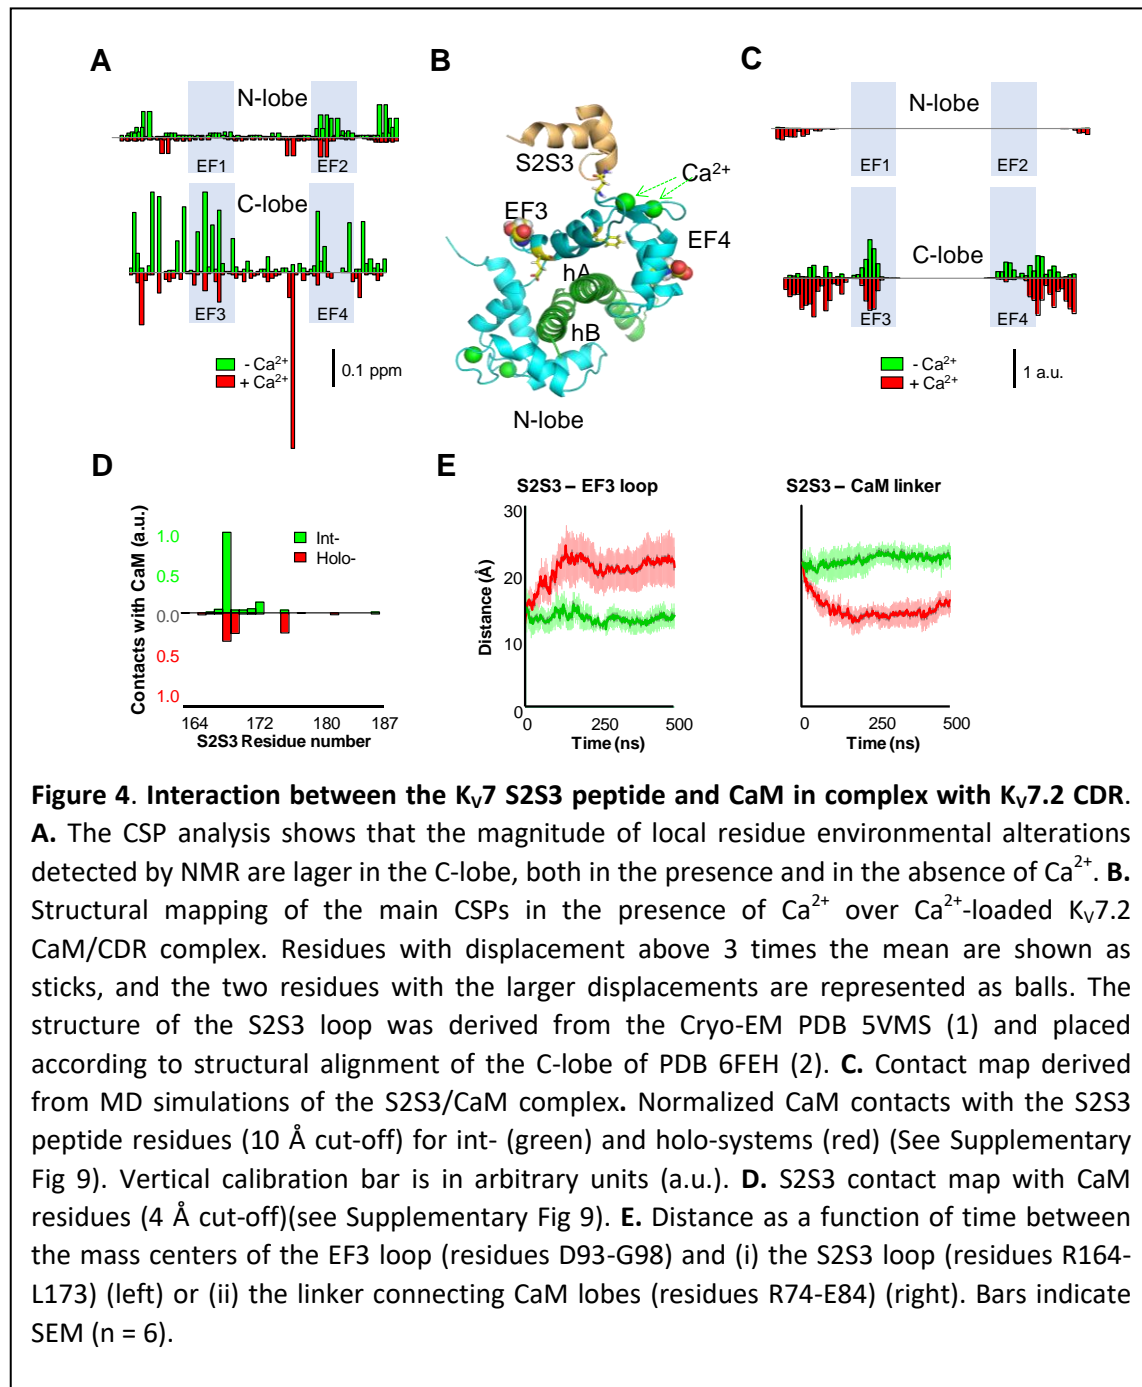 A
N-lobe
EF1
EF2
C-lobe
EF3
EF4
- Ca²⁺
+ Ca²⁺
0.1 ppm
B
S2S3
Ca²⁺
EF3
EF4
hA
hB
N-lobe
C
N-lobe
EF1
EF2
C-lobe
EF3
EF4
- Ca²⁺
+ Ca²⁺
1 a.u.
D
Contacts with CaM (a.u.)
1.0
0.5
0.0
0.5
1.0
Int-
Holo-
164 172 180 187
S2S3 Residue number
E
S2S3 – EF3 loop
Distance (Å)
30
20
10
0
0 250 500
Time (ns)
S2S3 – CaM linker
0 250 500
Time (ns)
Figure 4. Interaction between the Kᵥ7 S2S3 peptide and CaM in complex with Kᵥ7.2 CDR.
A. The CSP analysis shows that the magnitude of local residue environmental alterations
detected by NMR are lager in the C-lobe, both in the presence and in the absence of Ca²⁺. B.
Structural mapping of the main CSPs in the presence of Ca²⁺ over Ca²⁺-loaded Kᵥ7.2
CaM/CDR complex. Residues with displacement above 3 times the mean are shown as
sticks, and the two residues with the larger displacements are represented as balls. The
structure of the S2S3 loop was derived from the Cryo-EM PDB 5VMS (1) and placed
according to structural alignment of the C-lobe of PDB 6FEH (2). C. Contact map derived
from MD simulations of the S2S3/CaM complex. Normalized CaM contacts with the S2S3
peptide residues (10 Å cut-off) for int- (green) and holo-systems (red) (See Supplementary
Fig 9). Vertical calibration bar is in arbitrary units (a.u.). D. S2S3 contact map with CaM
residues (4 Å cut-off)(see Supplementary Fig 9). E. Distance as a function of time between
the mass centers of the EF3 loop (residues D93-G98) and (i) the S2S3 loop (residues R164-
L173) (left) or (ii) the linker connecting CaM lobes (residues R74-E84) (right). Bars indicate
SEM (n = 6).